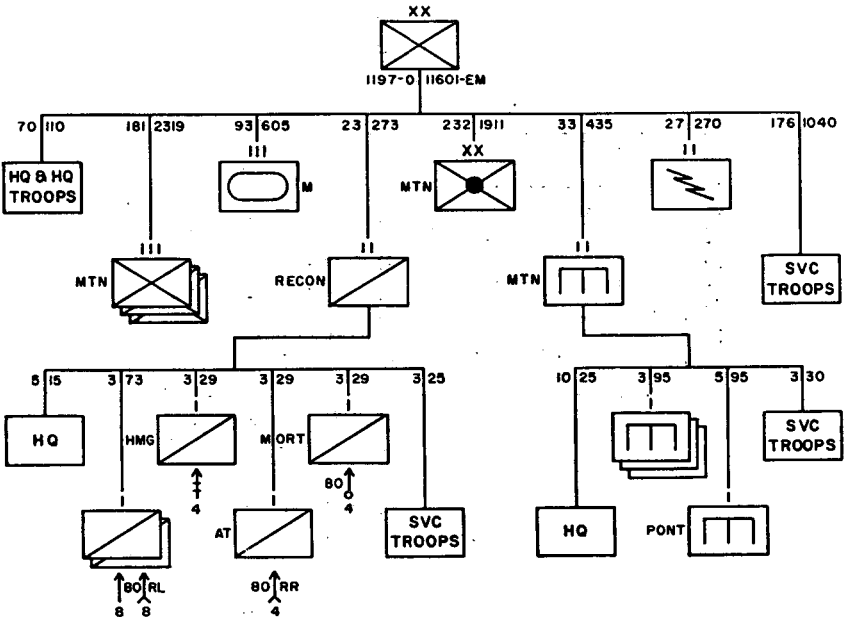 XX
1197-O 11601-EM
70 110 181 2319 93 605 23 273 232 1911 33 435 27 270 176 1040
III XX II
HQ & HQ
TROOPS
M
MTN
III II II
MTN
RECON
MTN
SVC
TROOPS
5 15 3 73 3 29 3 29 3 29 3 25
10 25 3 95 5 95 3 30
I I I
HQ
HMG
MORT
SVC
TROOPS
4
80
4
I I I
AT
SVC
TROOPS
HQ
PONT
80 RL
8 8
80 RR
4